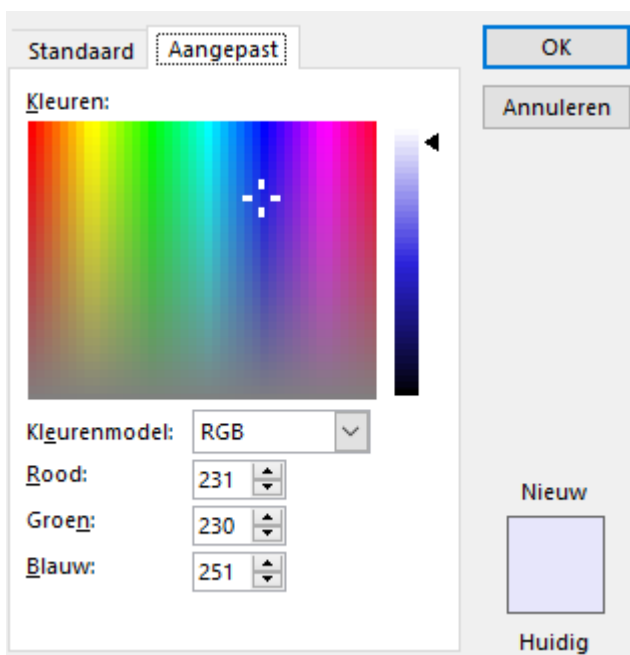 Standaard
Aangepast
OK
Annuleren
Kleuren:
Kleurenmodel: RGB
Rood: 231
Groen: 230
Blauw: 251
Nieuw
Huidig